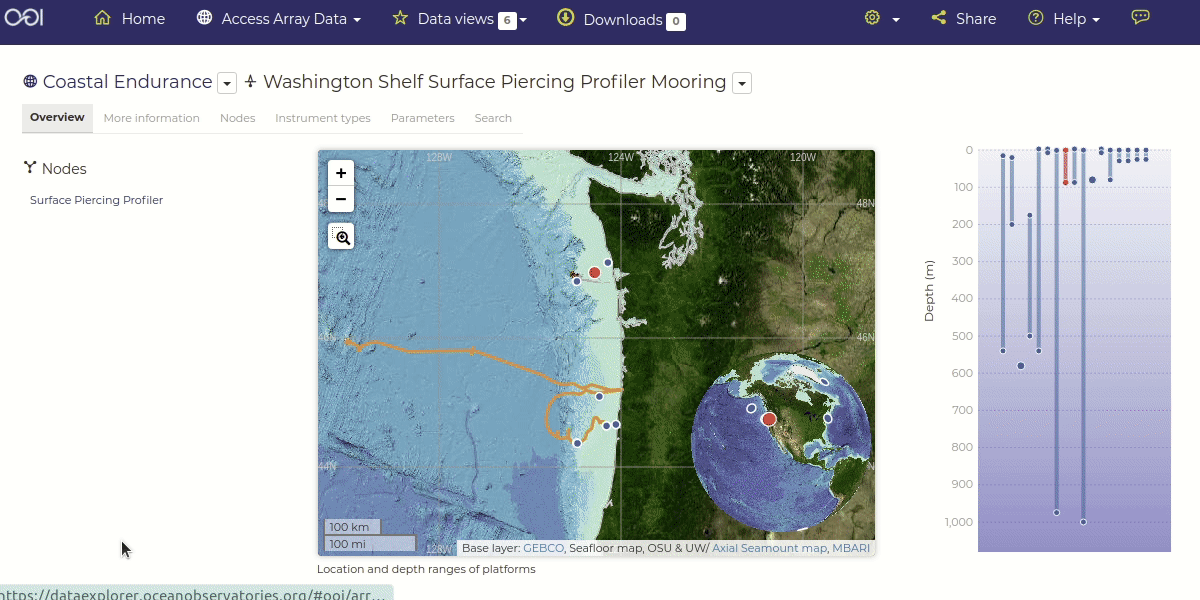 OOI Home Access Array Data Data views 6 Downloads 0 Share Help
Coastal Endurance Washington Shelf Surface Piercing Profiler Mooring
Overview More information Nodes Instrument types Parameters Search
Nodes
Surface Piercing Profiler
+
−
128W 124W 120W
48N
46N 46N
44N N
128W
100 km
100 mi
Base layer: GEBCO, Seafloor map, OSU & UW/ Axial Seamount map, MBARI
Location and depth ranges of platforms
Depth (m)
0
100
200
300
400
500
600
700
800
900
1,000
https://dataexplorer.oceanobservatories.org/#ooi/arr...